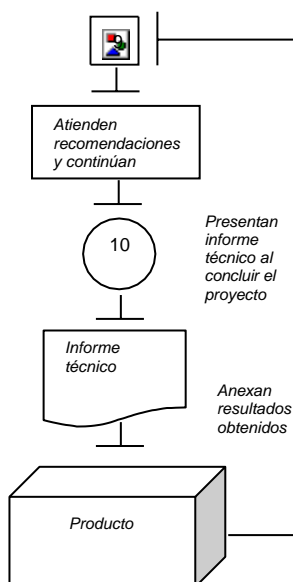 Atienden
recomendaciones
y continúan
10
Presentan
informe
técnico al
concluir el
proyecto
Informe
técnico
Anexan
resultados
obtenidos
Producto